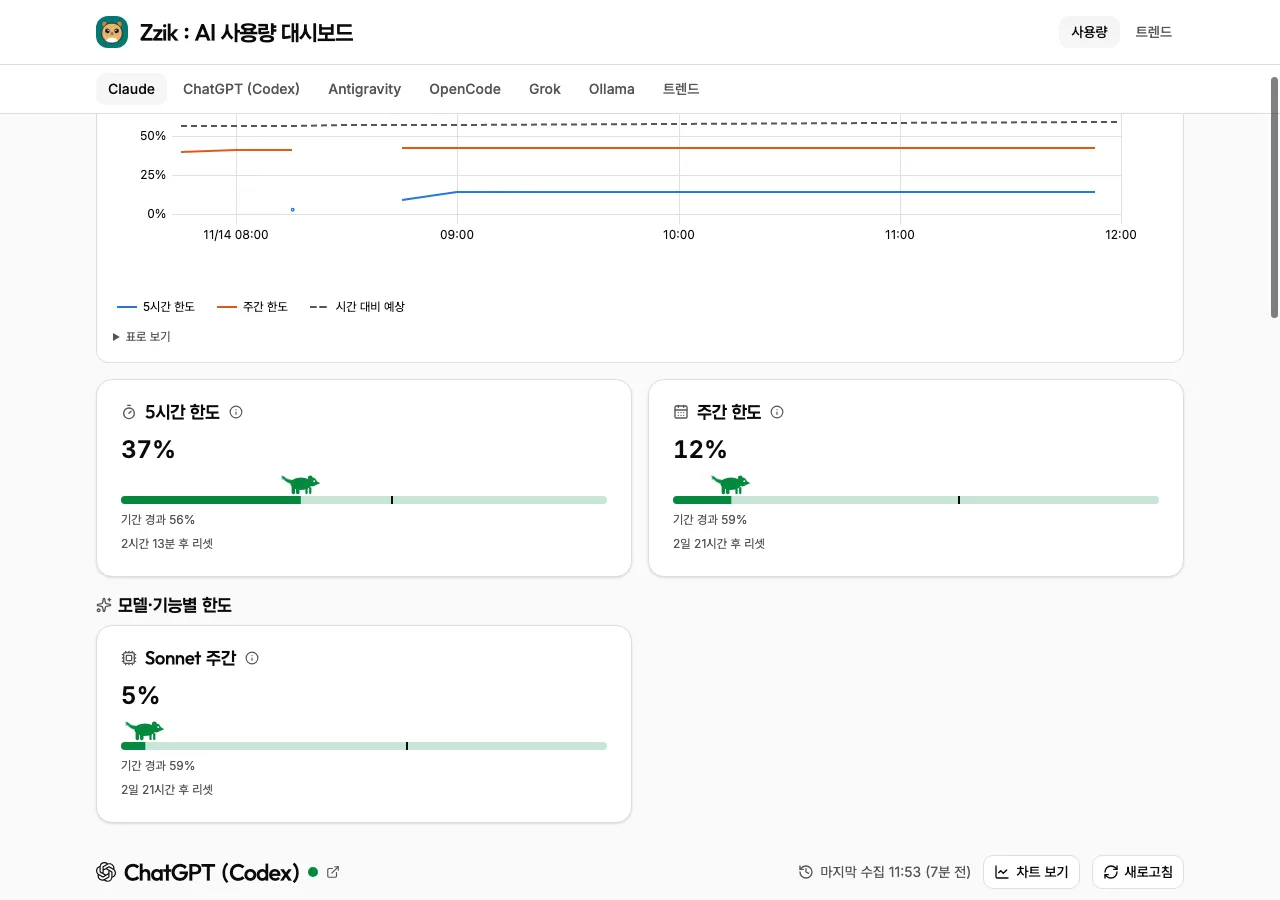 Zzik : AI 사용량 대시보드
사용량
트렌드
Claude
ChatGPT (Codex)
Antigravity
OpenCode
Grok
Ollama
트렌드
50%
25%
0%
11/14 08:00
09:00
10:00
11:00
12:00
5시간 한도
주간 한도
시간 대비 예상
표로 보기
5시간 한도
37%
기간 경과 56%
2시간 13분 후 리셋
주간 한도
12%
기간 경과 59%
2일 21시간 후 리셋
모델·기능별 한도
Sonnet 주간
5%
기간 경과 59%
2일 21시간 후 리셋
ChatGPT (Codex)
마지막 수집 11:53 (7분 전)
차트 보기
새로고침